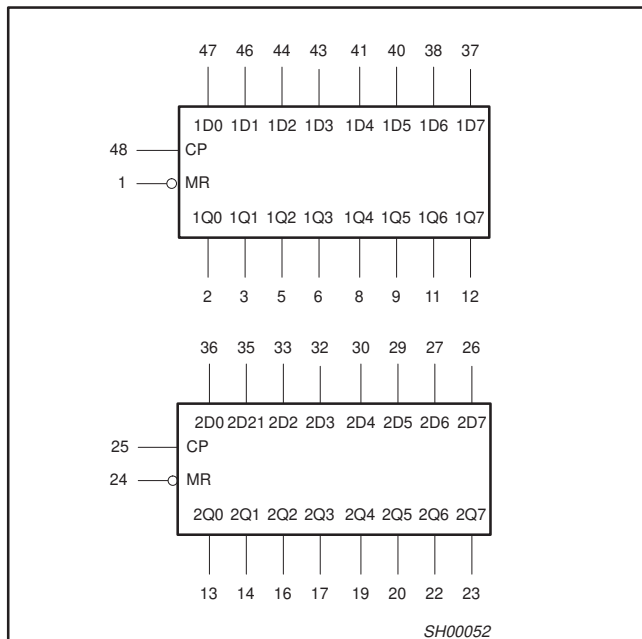 47 46 44 43 41 40 38 37
1D0 1D1 1D2 1D3 1D4 1D5 1D6 1D7
48 CP
1 MR
1Q0 1Q1 1Q2 1Q3 1Q4 1Q5 1Q6 1Q7
2 3 5 6 8 9 11 12
36 35 33 32 30 29 27 26
2D0 2D21 2D2 2D3 2D4 2D5 2D6 2D7
25 CP
24 MR
2Q0 2Q1 2Q2 2Q3 2Q4 2Q5 2Q6 2Q7
13 14 16 17 19 20 22 23
SH00052